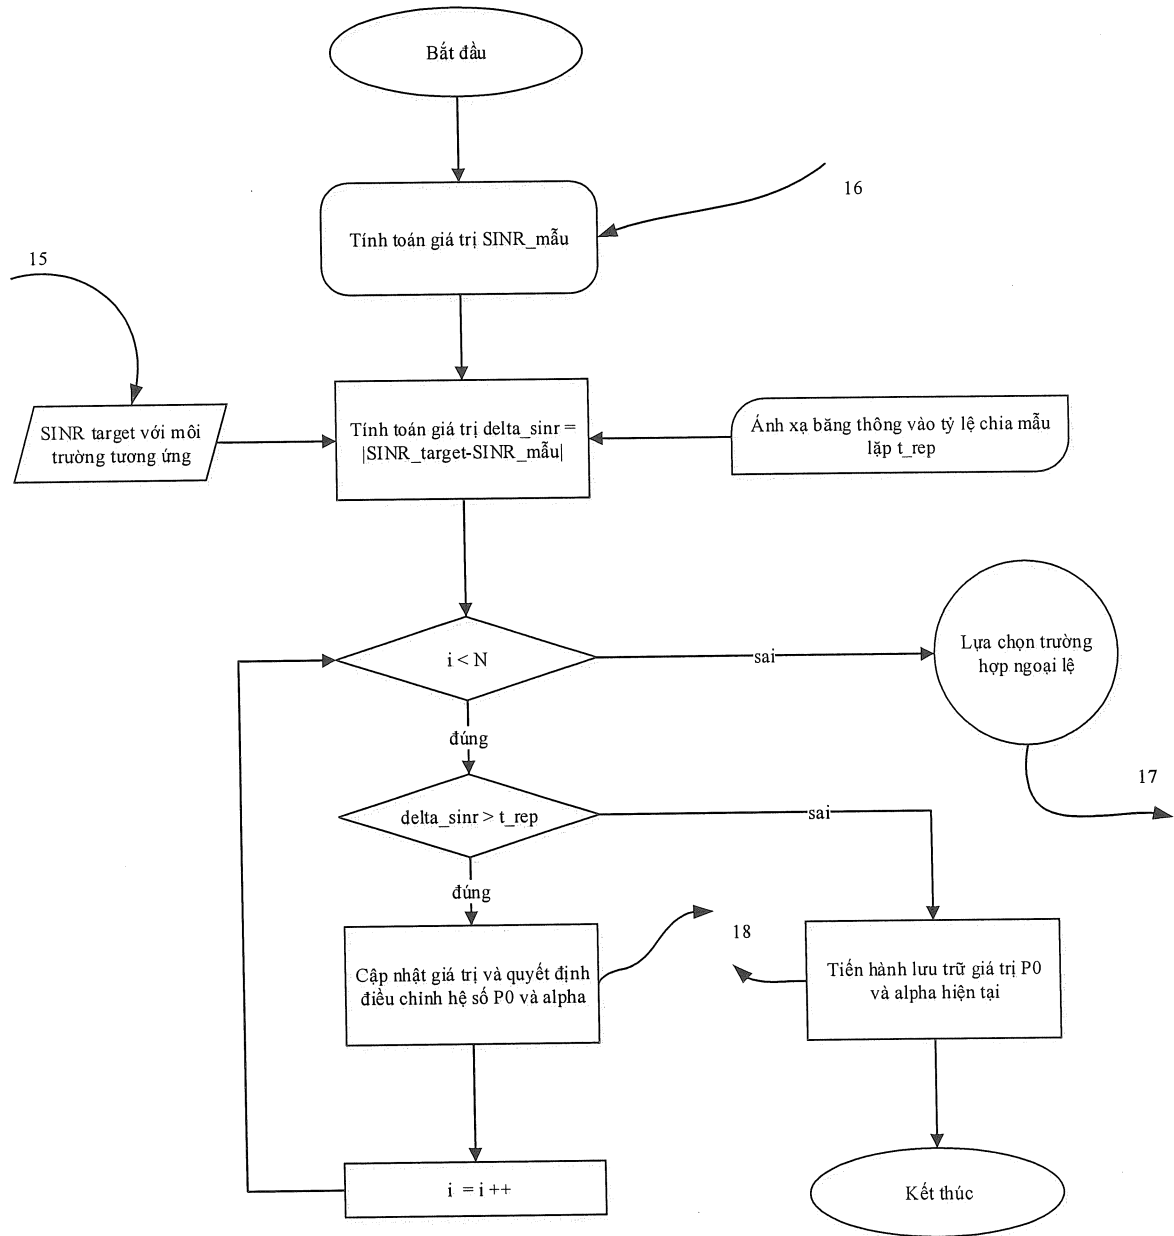 Bắt đầu
16
Tính toán giá trị SINR_mẫu
15
SINR target với môi
trường tương ứng
Tính toán giá trị delta_sinr =
|SINR_target-SINR_mẫu|
Ánh xạ băng thông vào tỷ lệ chia mẫu
lặp t_rep
i < N
sai
Lựa chọn trường
hợp ngoại lệ
đúng
17
delta_sinr > t_rep
sai
đúng
18
Cập nhật giá trị và quyết định
điều chỉnh hệ số P0 và alpha
Tiến hành lưu trữ giá trị P0
và alpha hiện tại
i = i ++
Kết thúc